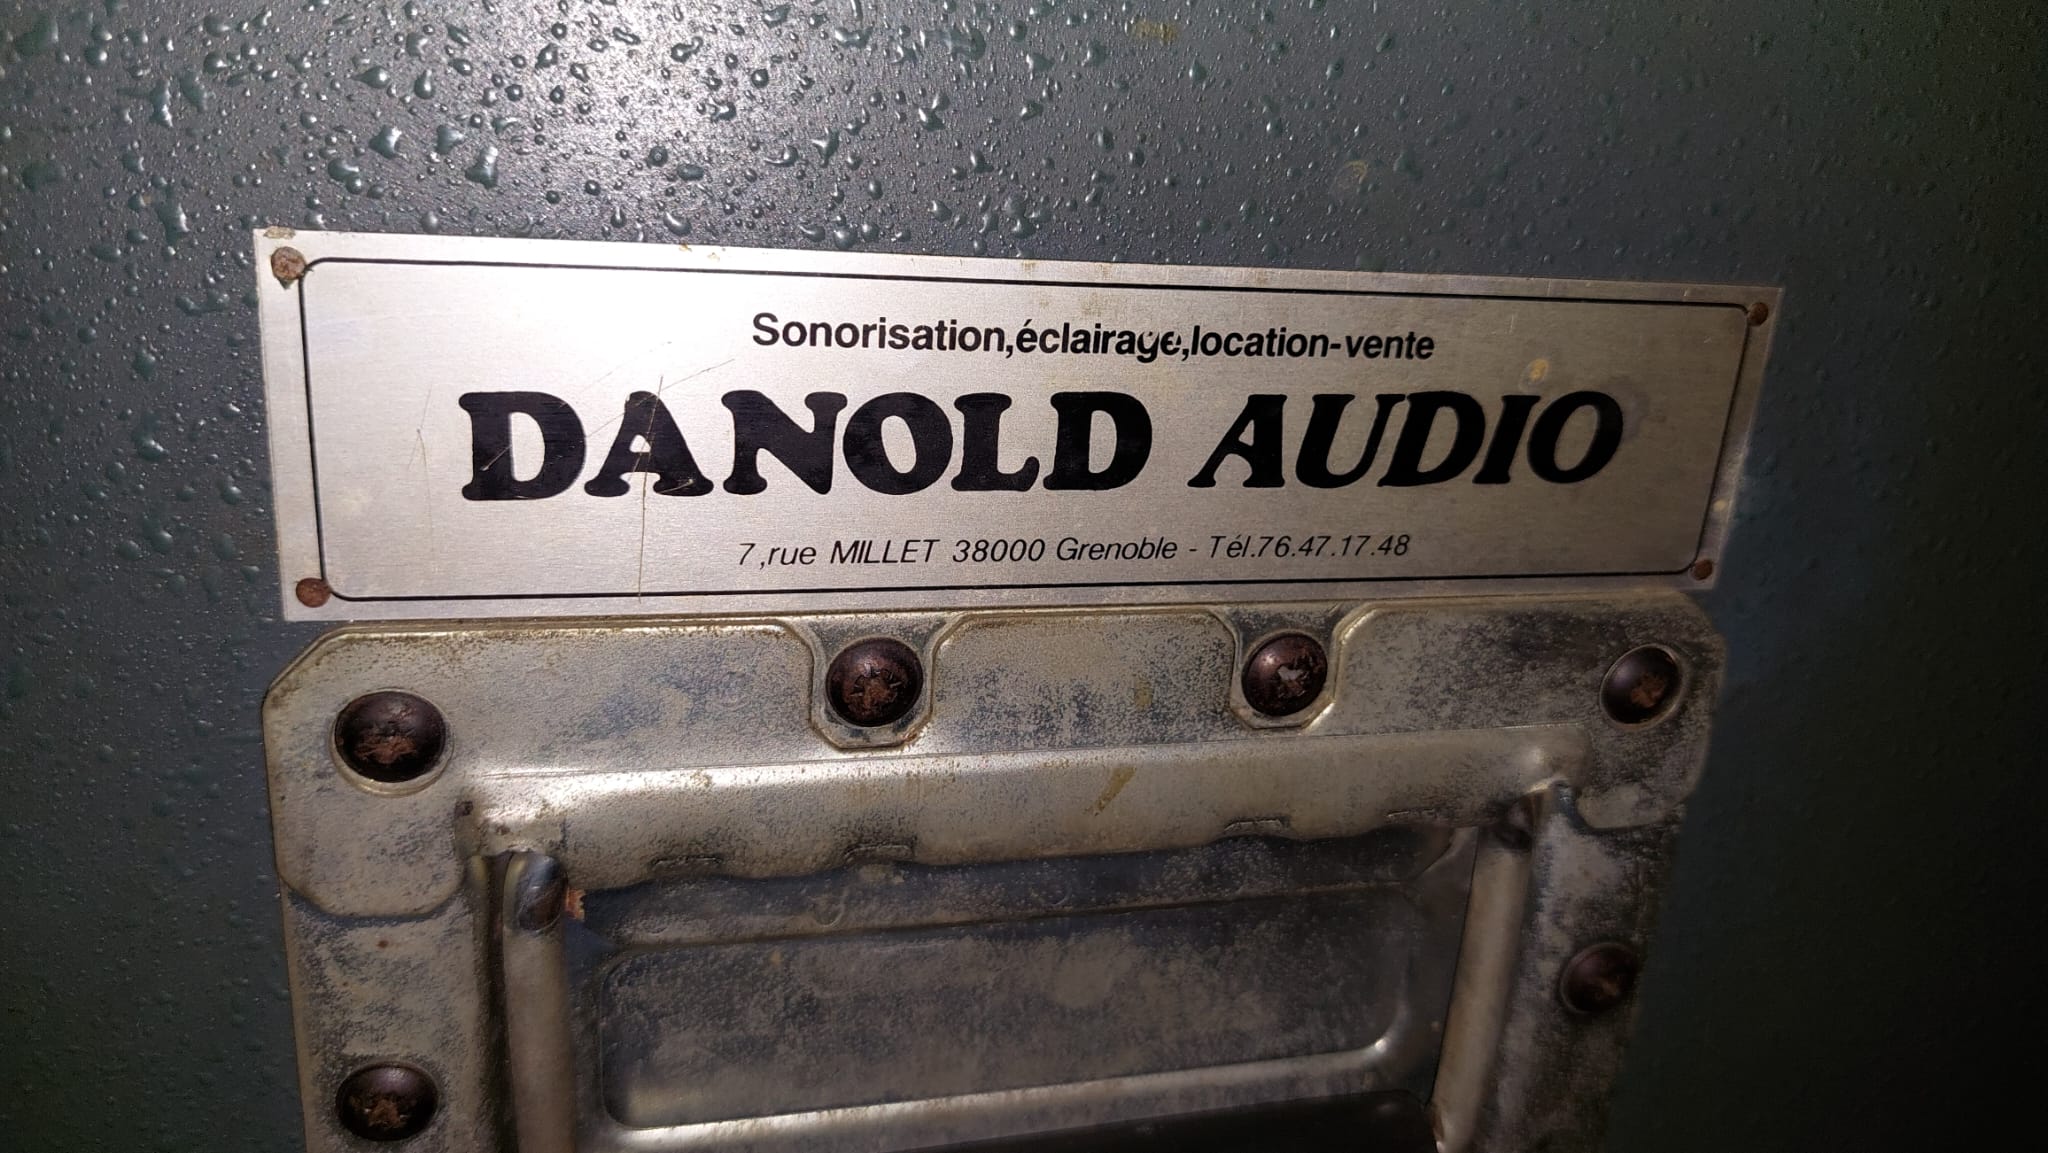 Sonorisation,éclairage,location-vente
DANOLD AUDIO
7,rue MILLET 38000 Grenoble - Tél.76.47.17.48